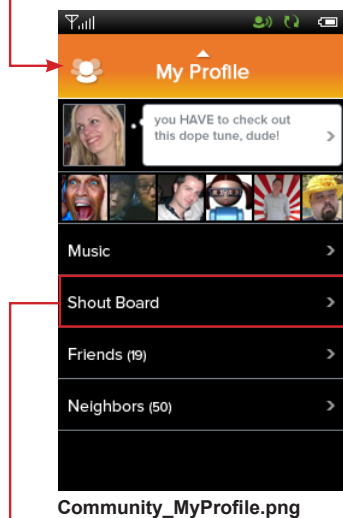 My Profile
you HAVE to check out
this dope tune, dude!
Music
Shout Board
Friends (19)
Neighbors (50)
Community_MyProfile.png